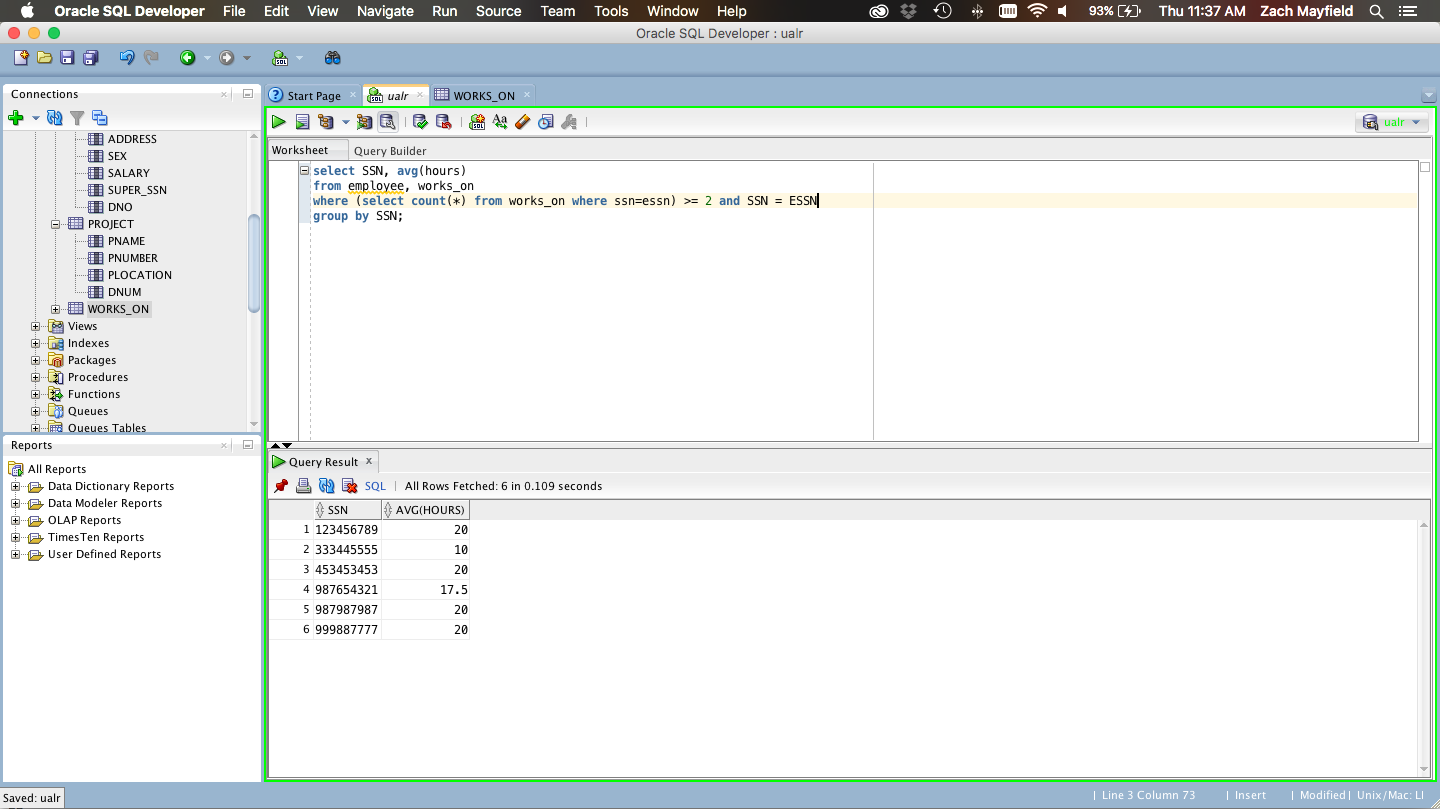 Oracle SQL Developer File Edit View Navigate Run Source Team Tools Window Help 93% Thu 11:37 AM Zach Mayfield
Oracle SQL Developer : ualr
Connections
ADDRESS
SEX
SALARY
SUPER_SSN
DNO
PROJECT
PNAME
PNUMBER
PLOCATION
DNUM
WORKS_ON
Views
Indexes
Packages
Procedures
Functions
Queues
Queues Tables
Reports
All Reports
Data Dictionary Reports
Data Modeler Reports
OLAP Reports
TimesTen Reports
User Defined Reports
Start Page ualr WORKS_ON
ualr
Worksheet Query Builder
select SSN, avg(hours)
from employee, works_on
where (select count(*) from works_on where ssn=essn) >= 2 and SSN = ESSN
group by SSN;
Query Result x
SQL | All Rows Fetched: 6 in 0.109 seconds
SSN AVG(HOURS)
1 123456789 20
2 333445555 10
3 453453453 20
4 987654321 17.5
5 987987987 20
6 999887777 20
Saved: ualr
| Line 3 Column 73 | Insert | Modified | Unix/Mac: LI